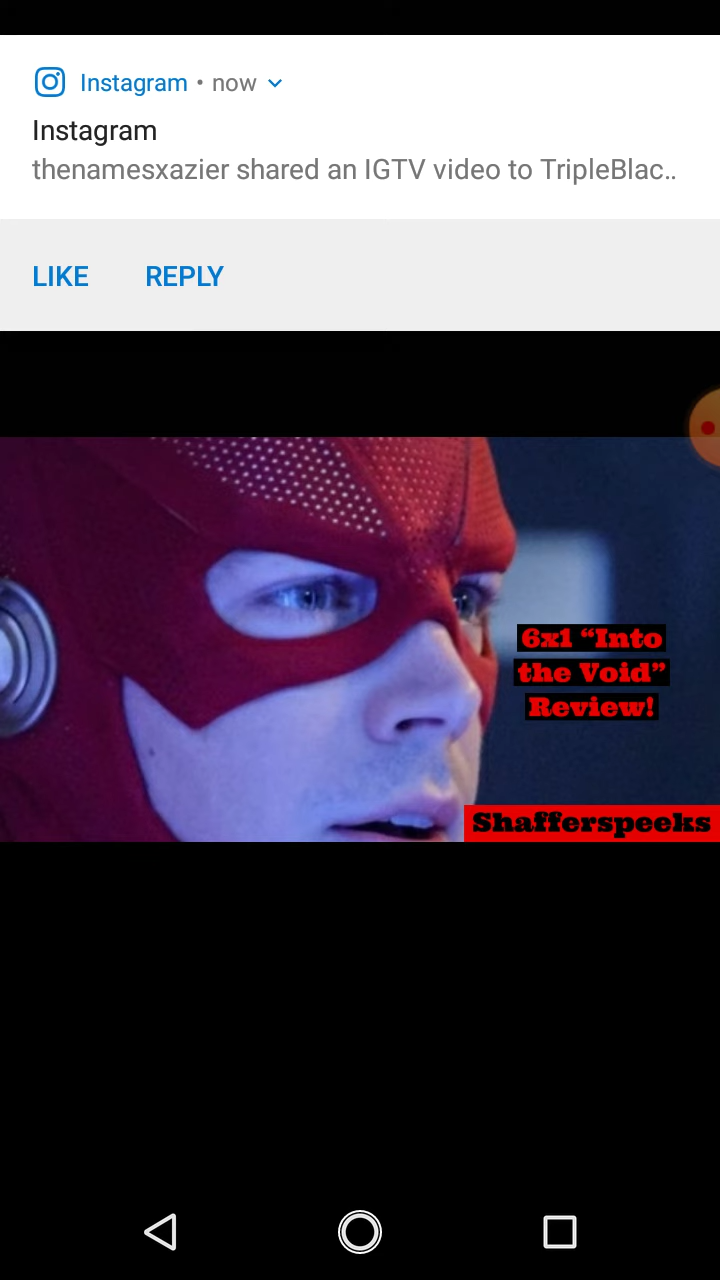 Instagram • now
Instagram
thenamesxazier shared an IGTV video to TripleBlac..
LIKE REPLY
6x1 “Into
the Void”
Review!
Shafferspeeks